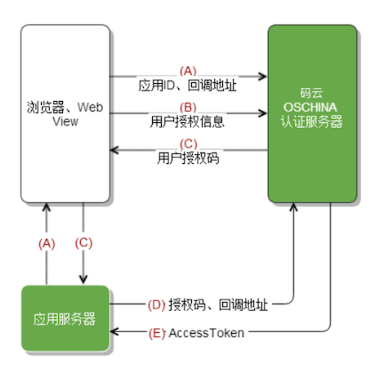 (A)
应用ID、回调地址
浏览器、Web
View
码云
OSCHINA
认证服务器
(B)
用户授权信息
(C)
用户授权码
(A)
(C)
应用服务器
(D) 授权码、回调地址
(E) AccessToken